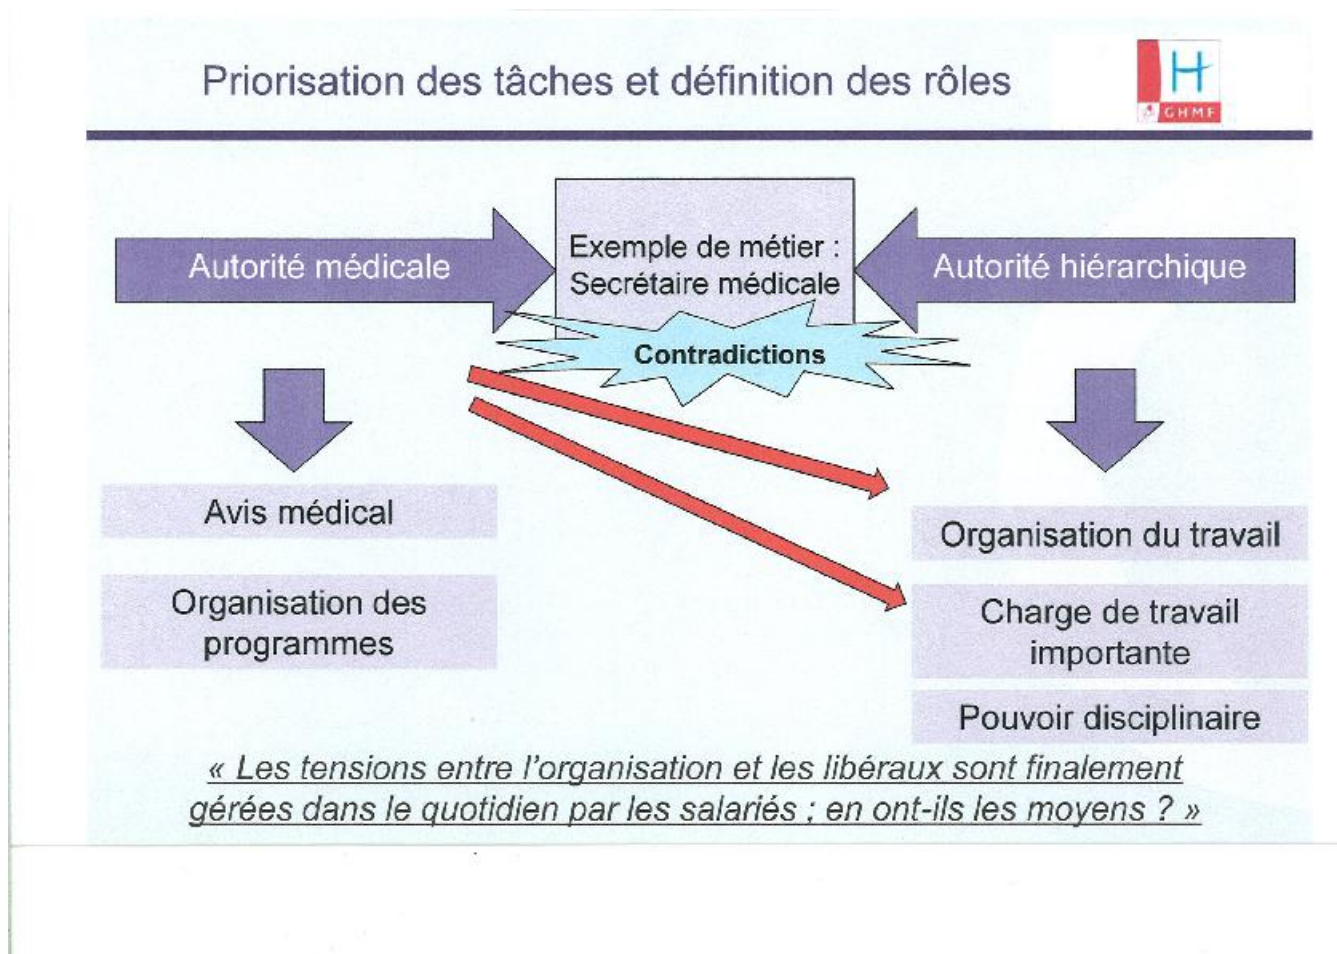 Priorisation des tâches et définition des rôles
H
GHMF
Autorité médicale
Exemple de métier :
Secrétaire médicale
Autorité hiérarchique
Contradictions
Avis médical
Organisation des
programmes
Organisation du travail
Charge de travail
importante
Pouvoir disciplinaire
« Les tensions entre l'organisation et les libéraux sont finalement
gérées dans le quotidien par les salariés ; en ont-ils les moyens ? »